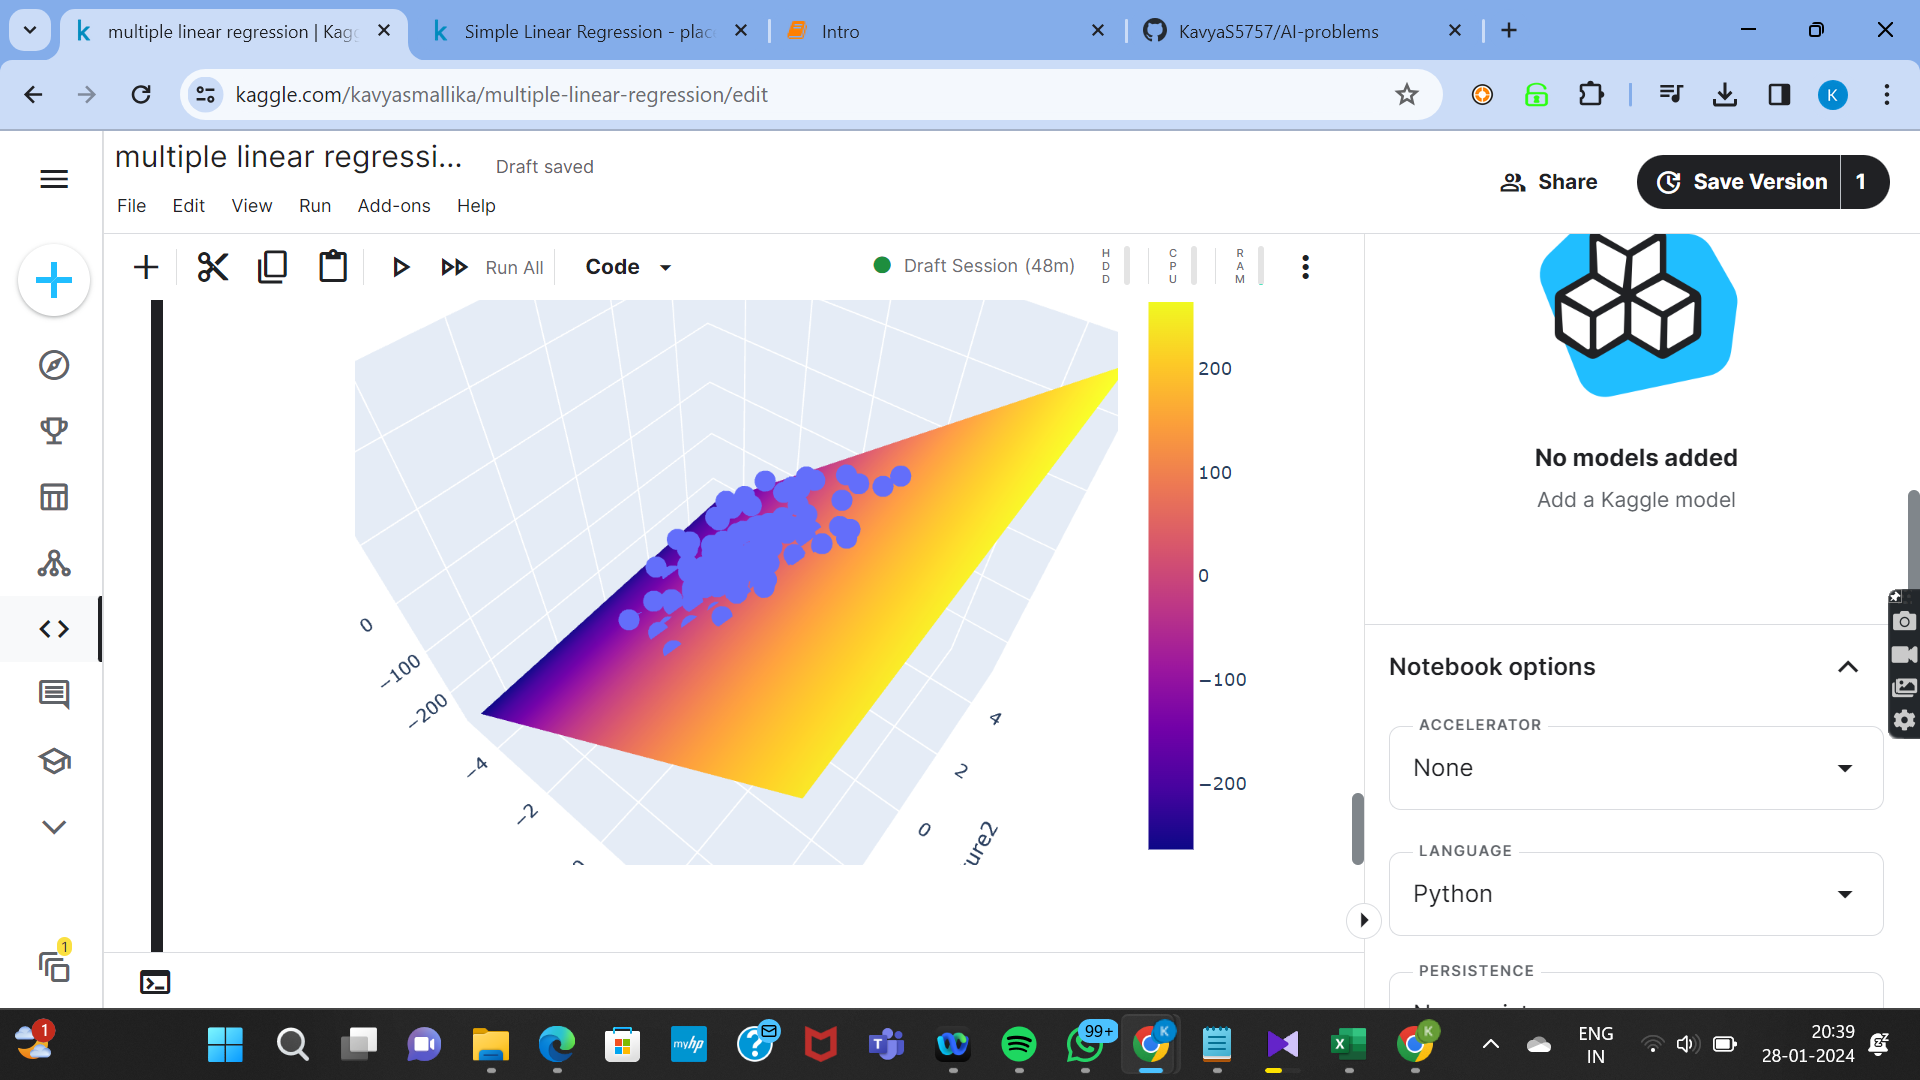 multiple linear regression | Kag
Simple Linear Regression - plac
Intro
KavyaS5757/AI-problems
kaggle.com/kavyasmallika/multiple-linear-regression/edit
K
multiple linear regressi...
Draft saved
File Edit View Run Add-ons Help
Share
Save Version 1
Run All
Code
Draft Session (48m)
HDD
CPU
RAM
200
100
0
−100
−200
0
−100
−200
−4
−2
4
2
0
ure2
No models added
Add a Kaggle model
Notebook options
ACCELERATOR
None
LANGUAGE
Python
PERSISTENCE
1
1
myhp
99+
K
K
ENG
IN
20:39
28-01-2024